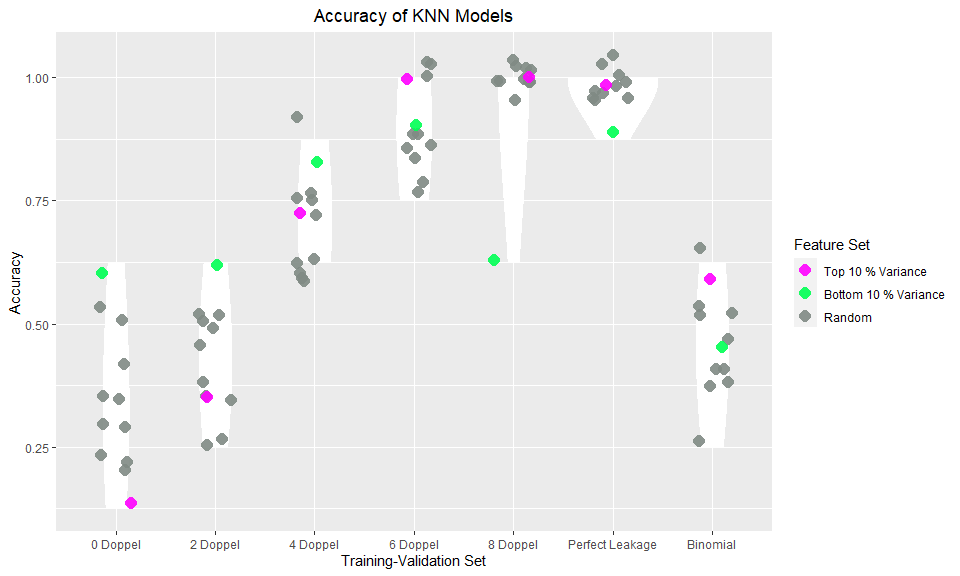 Accuracy of KNN Models
Accuracy
1.00
0.75
0.50
0.25
0 Doppel
2 Doppel
4 Doppel
6 Doppel
8 Doppel
Perfect Leakage
Binomial
Training-Validation Set
Feature Set
Top 10 % Variance
Bottom 10 % Variance
Random